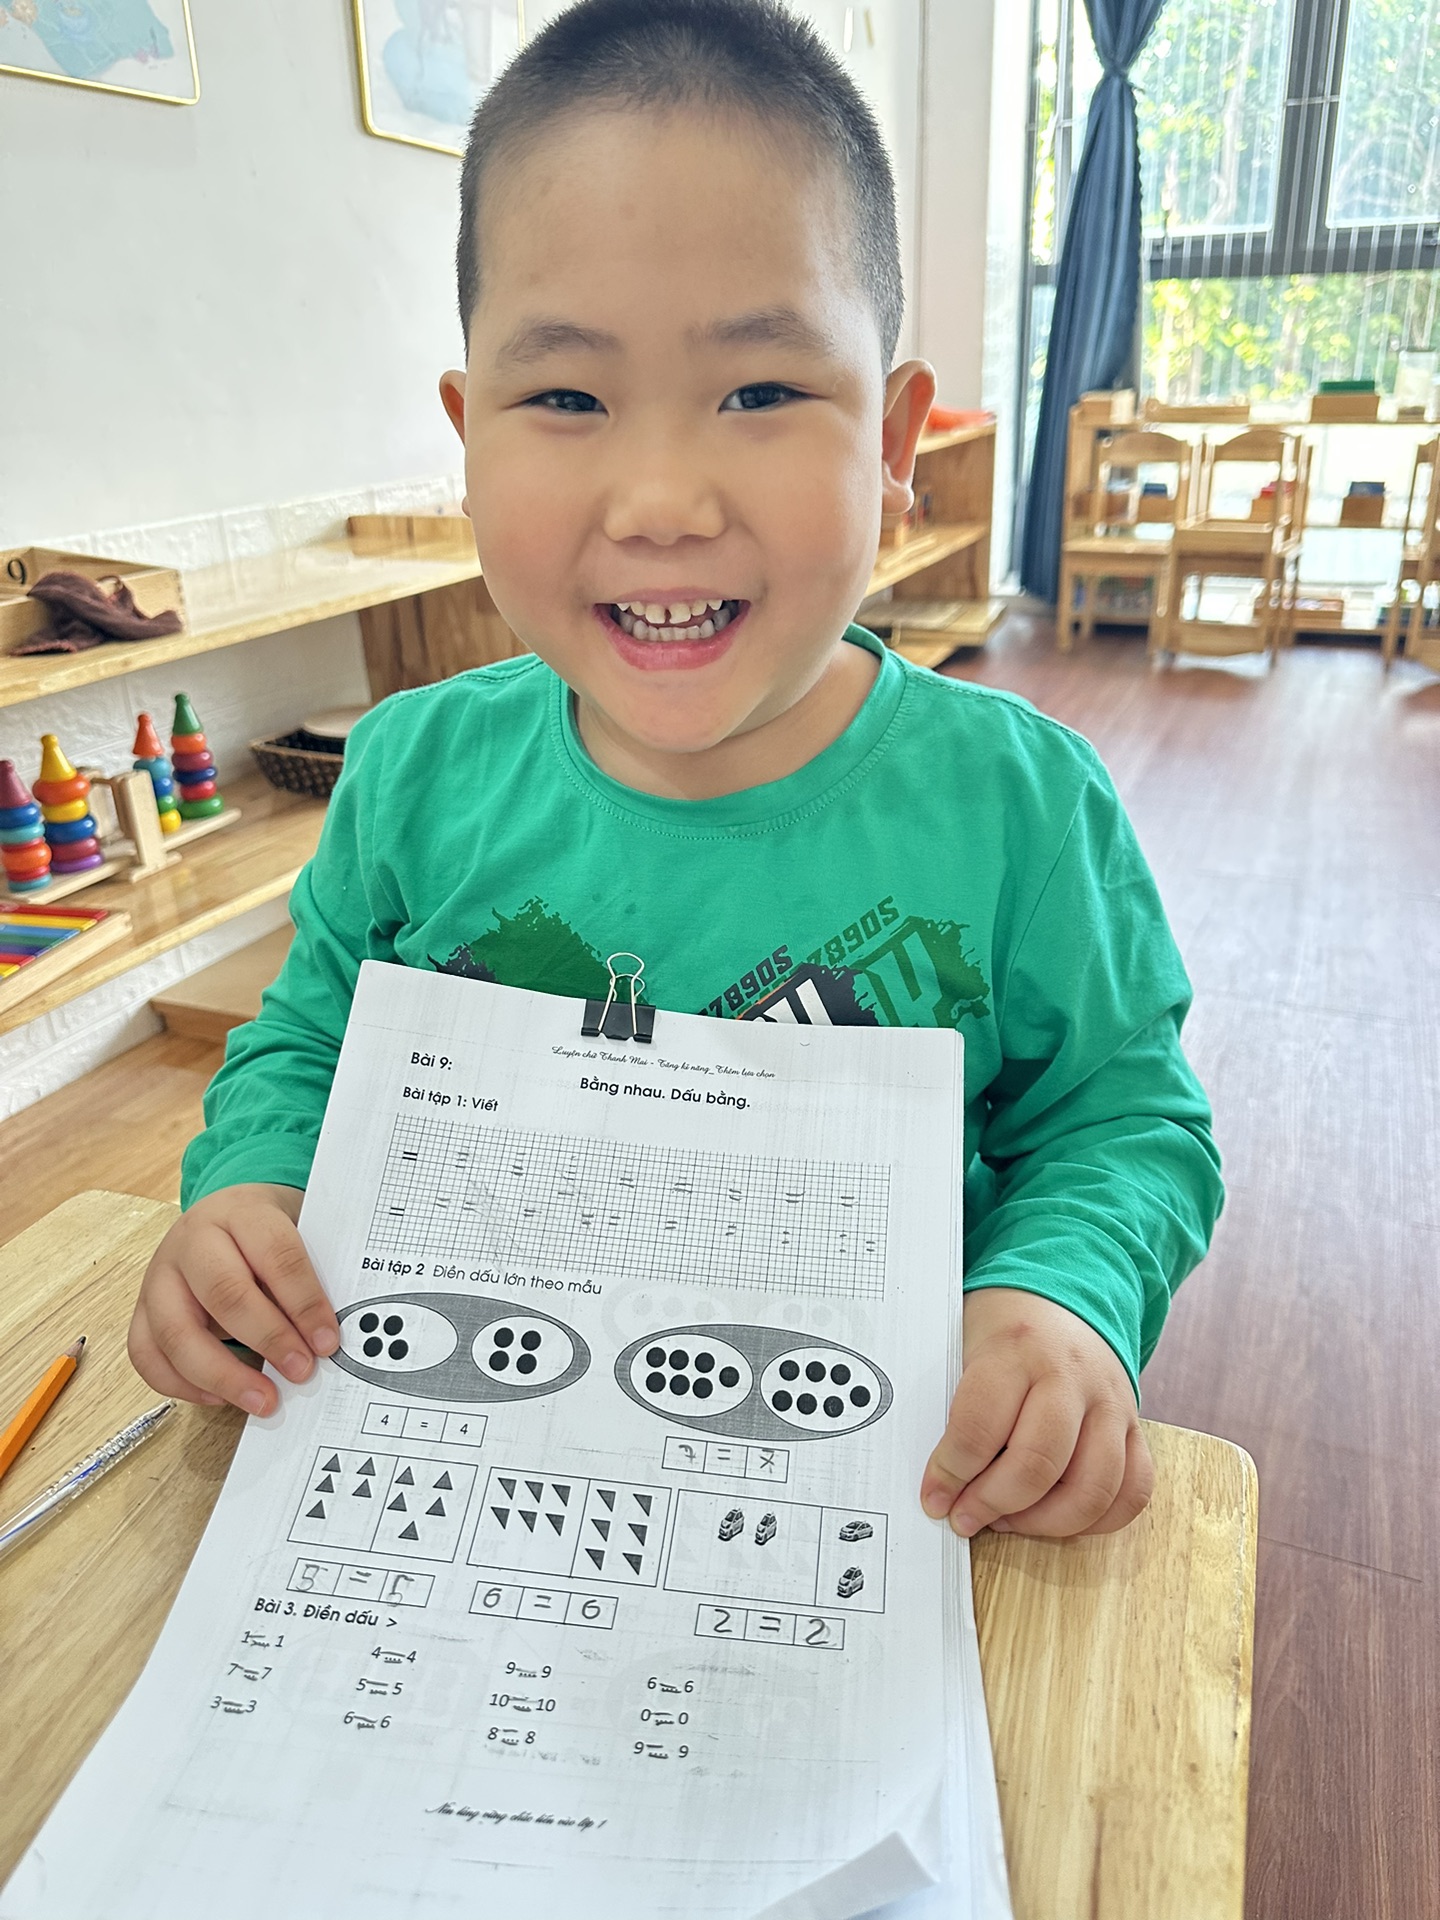 9
7890S
7890S
Luyện chữ Thanh Mai - Tăng kĩ năng_Thêm lựa chọn
Bài 9:
Bằng nhau. Dấu bằng.
Bài tập 1: Viết
= = = = = = = = =
= = = = = = = = = = =
Bài tập 2 Điền dấu lớn theo mẫu
4 = 4
7 = 7
5 = 5
6 = 6
2 = 2
Bài 3. Điền dấu >
1 = 1 4 = 4 9 = 9 6 = 6
7 = 7 5 = 5 10 = 10 0 = 0
3 = 3 6 = 6 8 = 8 9 = 9
Nền tảng vững chắc tiến vào lớp 1